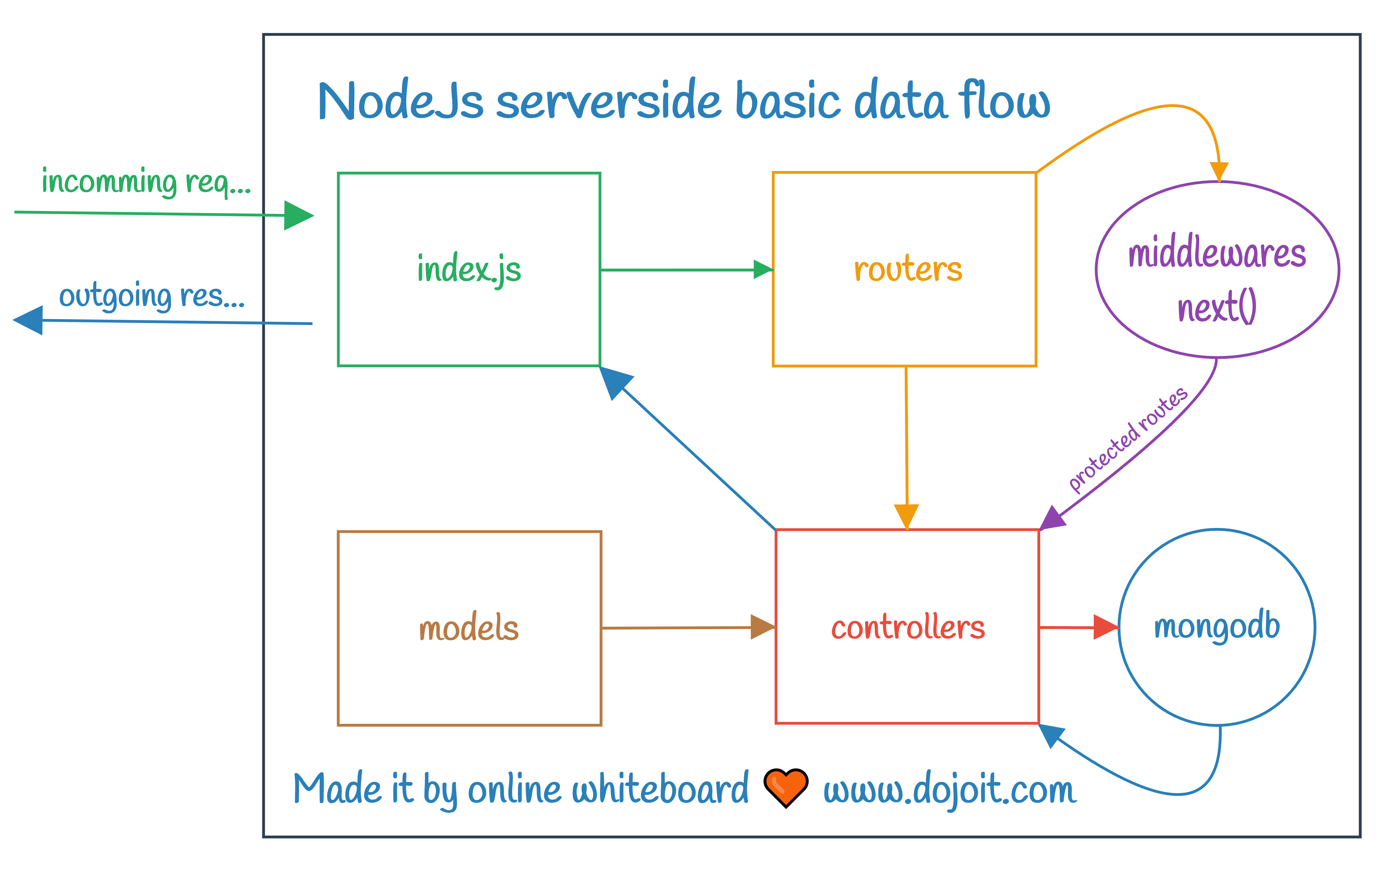 NodeJs serverside basic data flow
incomming req...
outgoing res...
index.js
routers
middlewares
next()
protected routes
models
controllers
mongodb
Made it by online whiteboard www.dojoit.com